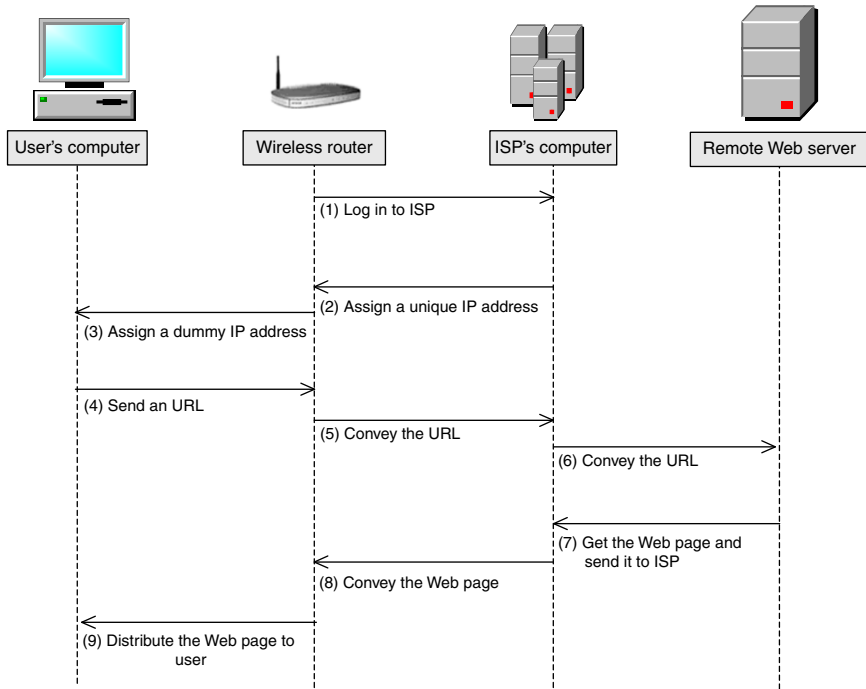 User's computer
Wireless router
ISP's computer
Remote Web server
(1) Log in to ISP
(2) Assign a unique IP address
(3) Assign a dummy IP address
(4) Send an URL
(5) Convey the URL
(6) Convey the URL
(7) Get the Web page and
send it to ISP
(8) Convey the Web page
(9) Distribute the Web page to
user